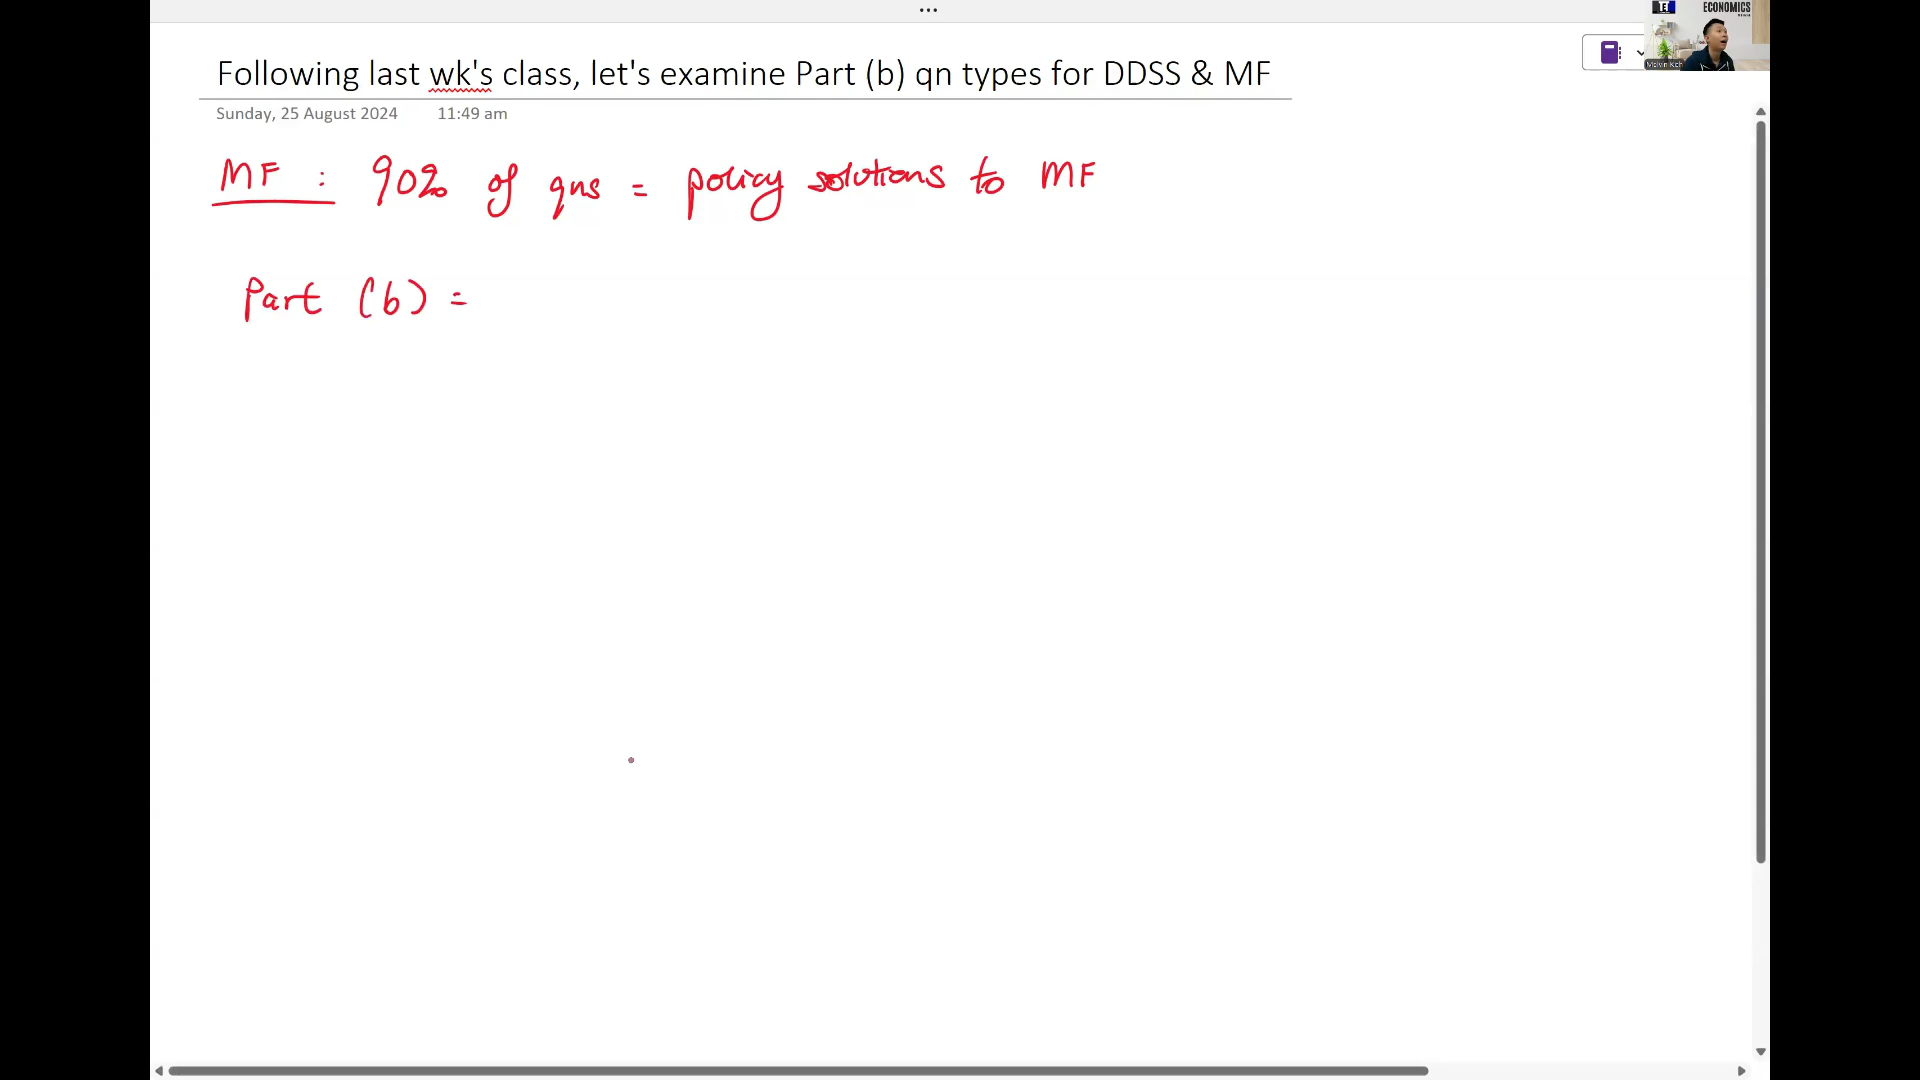 ECONOMICS
Following last wk's class, let's examine Part (b) qn types for DDSS & MF
Sunday, 25 August 2024 11:49 am
MF : 90% of qns = policy solutions to MF
Part (b) =